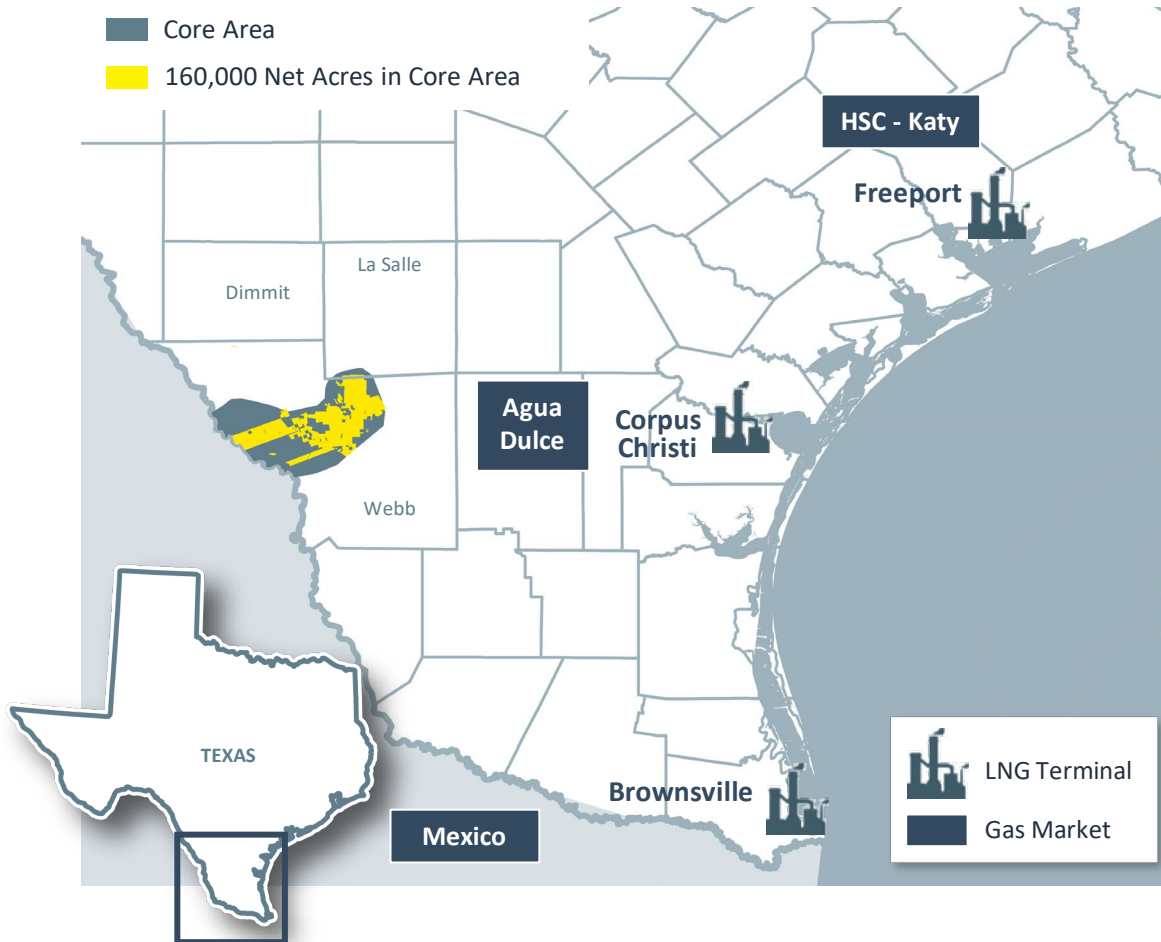 Core Area
160,000 Net Acres in Core Area
HSC - Katy
Freeport
La Salle
Dimmit
Agua
Dulce
Corpus
Christi
Webb
TEXAS
Brownsville
Mexico
LNG Terminal
Gas Market